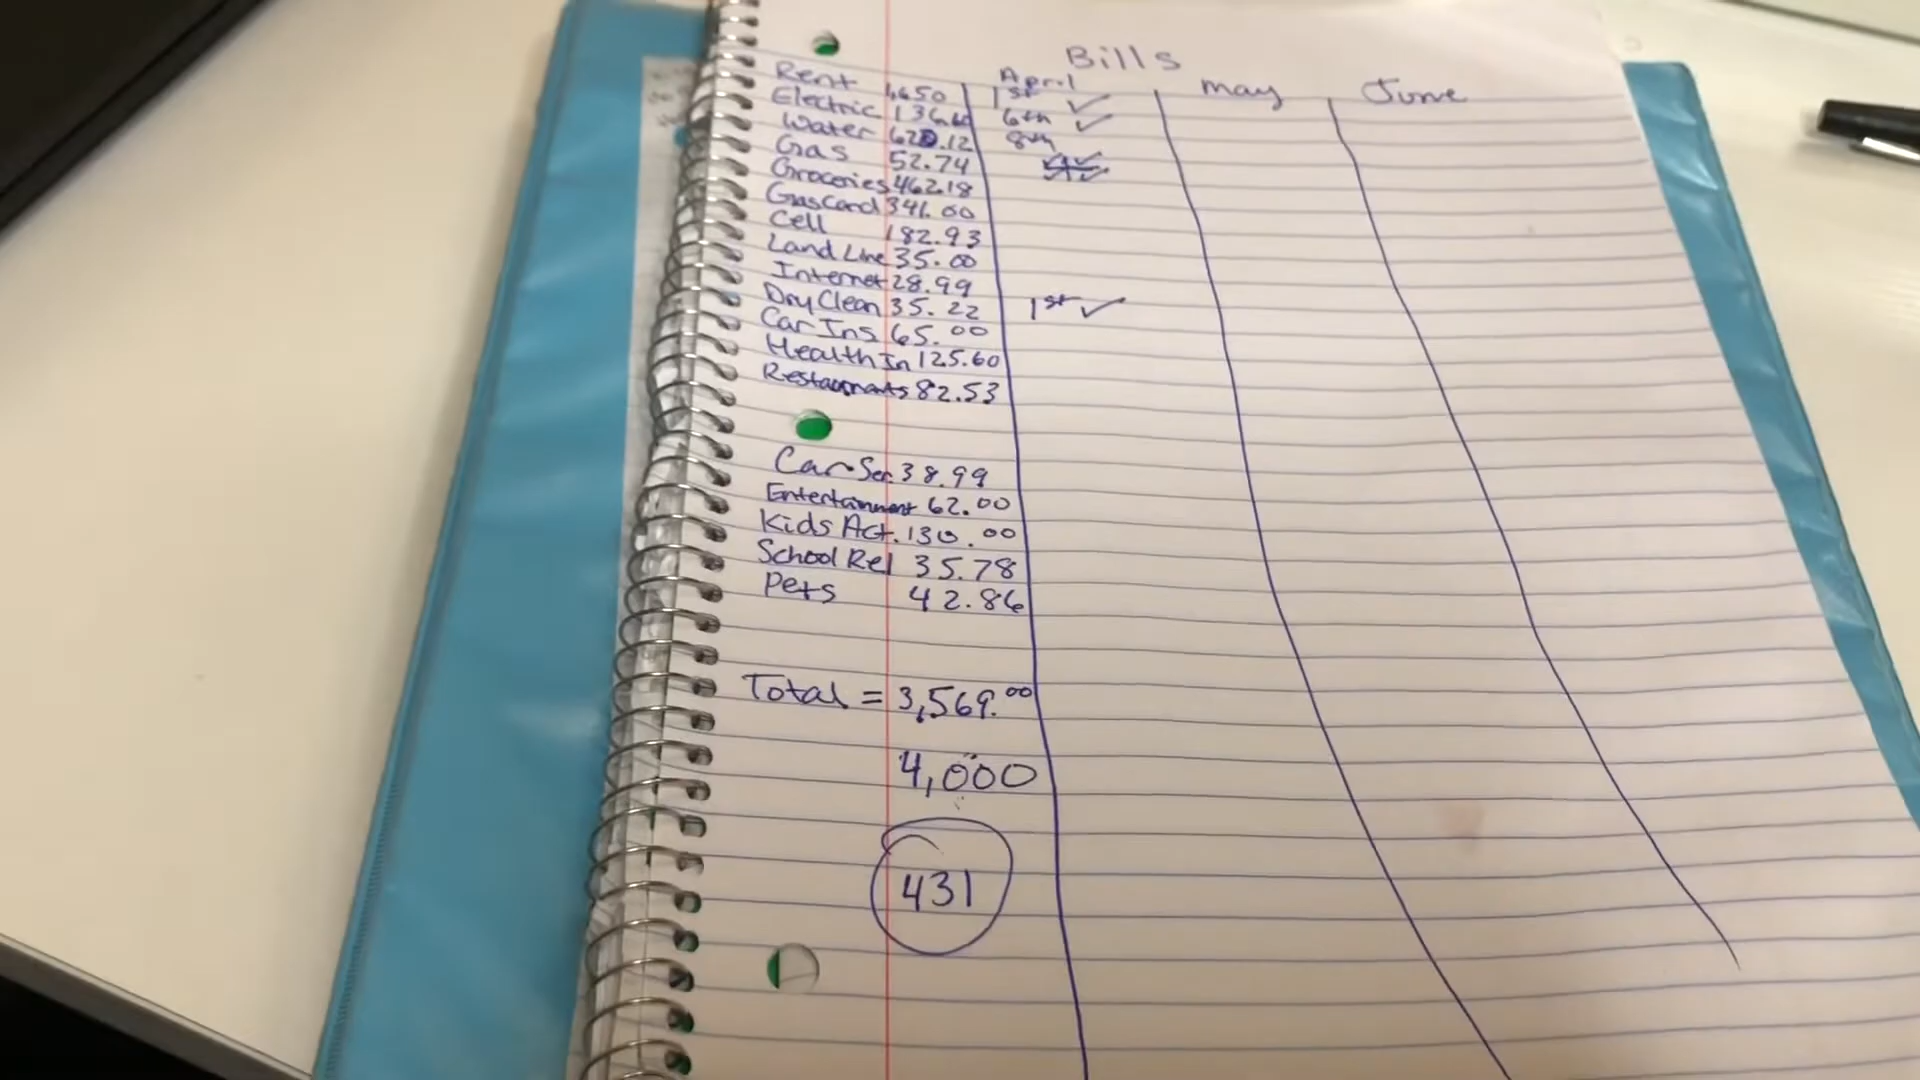 Bills
April May June
Rent 1,650 1st ✓
Electric 136.60 6th ✓
Water 62.12 8th
Gas 52.74
Groceries 462.18
Gas Card 341.00
Cell 182.93
Land Line 35.00
Internet 28.99
Dry Clean 35.22 1st ✓
Car Ins 65.00
Health In 125.60
Restaurants 82.53
Car Ser. 38.99
Entertainment 62.00
Kids Act. 130.00
School Rel 35.78
Pets 42.86
Total = 3,569.00
4,000
431